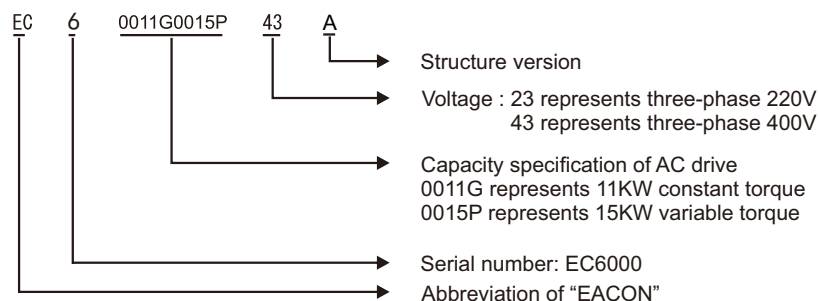 EC 6 0011G0015P 43 A
Structure version
Voltage : 23 represents three-phase 220V
43 represents three-phase 400V
Capacity specification of AC drive
0011G represents 11KW constant torque
0015P represents 15KW variable torque
Serial number: EC6000
Abbreviation of “EACON”